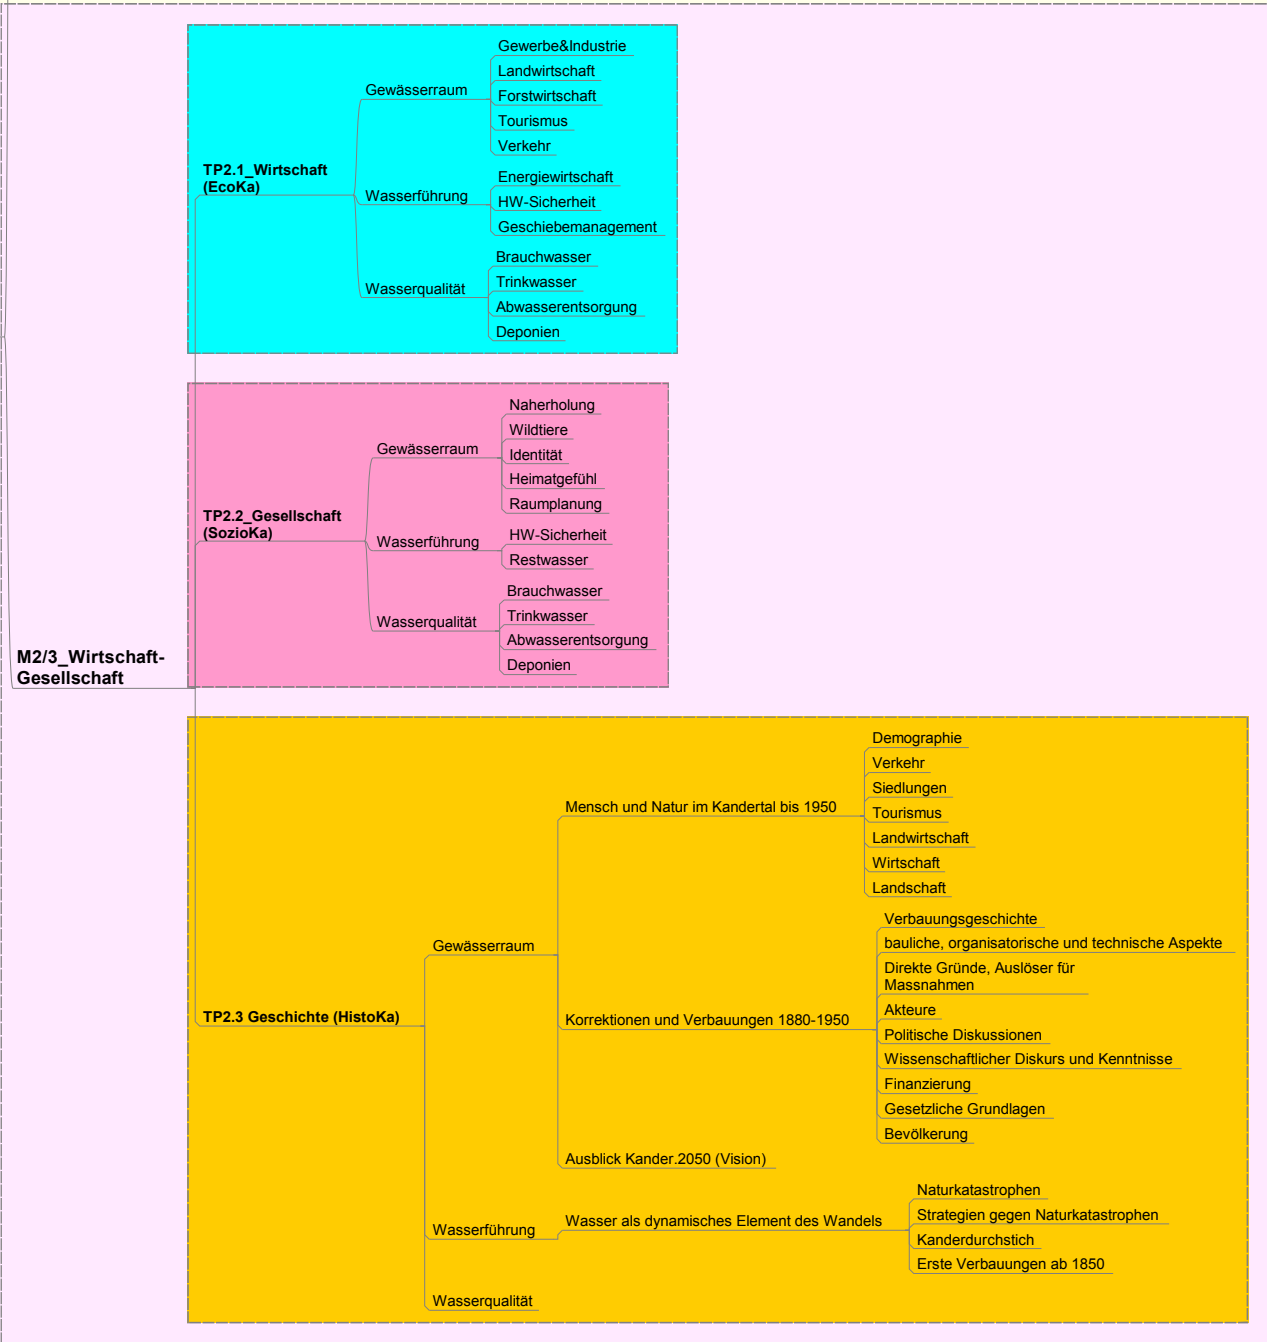 M2/3_Wirtschaft-
Gesellschaft
TP2.1_Wirtschaft
(EcoKa)
Gewässerraum
Gewerbe&Industrie
Landwirtschaft
Forstwirtschaft
Tourismus
Verkehr
Wasserführung
Energiewirtschaft
HW-Sicherheit
Geschiebemanagement
Wasserqualität
Brauchwasser
Trinkwasser
Abwasserentsorgung
Deponien
TP2.2_Gesellschaft
(SozioKa)
Gewässerraum
Naherholung
Wildtiere
Identität
Heimatgefühl
Raumplanung
Wasserführung
HW-Sicherheit
Restwasser
Wasserqualität
Brauchwasser
Trinkwasser
Abwasserentsorgung
Deponien
TP2.3 Geschichte (HistoKa)
Gewässerraum
Mensch und Natur im Kandertal bis 1950
Demographie
Verkehr
Siedlungen
Tourismus
Landwirtschaft
Wirtschaft
Landschaft
Korrektionen und Verbauungen 1880-1950
Verbauungsgeschichte
bauliche, organisatorische und technische Aspekte
Direkte Gründe, Auslöser für
Massnahmen
Akteure
Politische Diskussionen
Wissenschaftlicher Diskurs und Kenntnisse
Finanzierung
Gesetzliche Grundlagen
Bevölkerung
Ausblick Kander.2050 (Vision)
Wasserführung
Wasser als dynamisches Element des Wandels
Naturkatastrophen
Strategien gegen Naturkatastrophen
Kanderdurchstich
Erste Verbauungen ab 1850
Wasserqualität